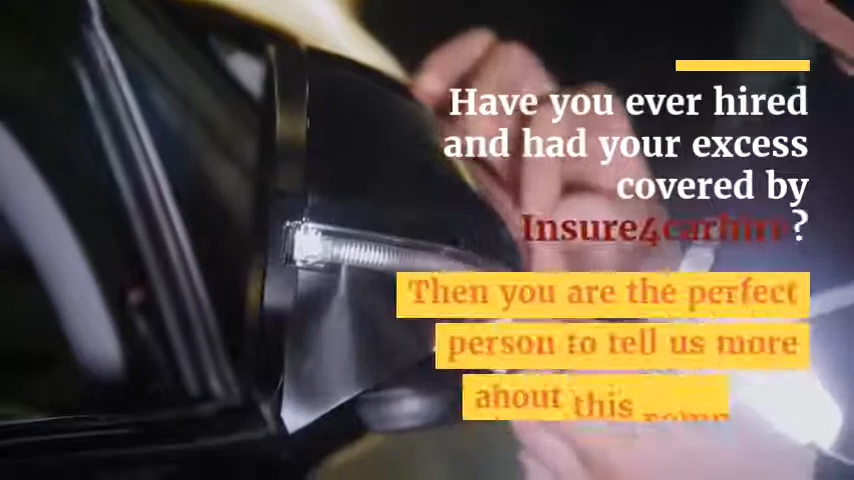 Have you ever hired
and had your excess
covered by
Insure4carhire?
Then you are the perfect
person to tell us more
about this